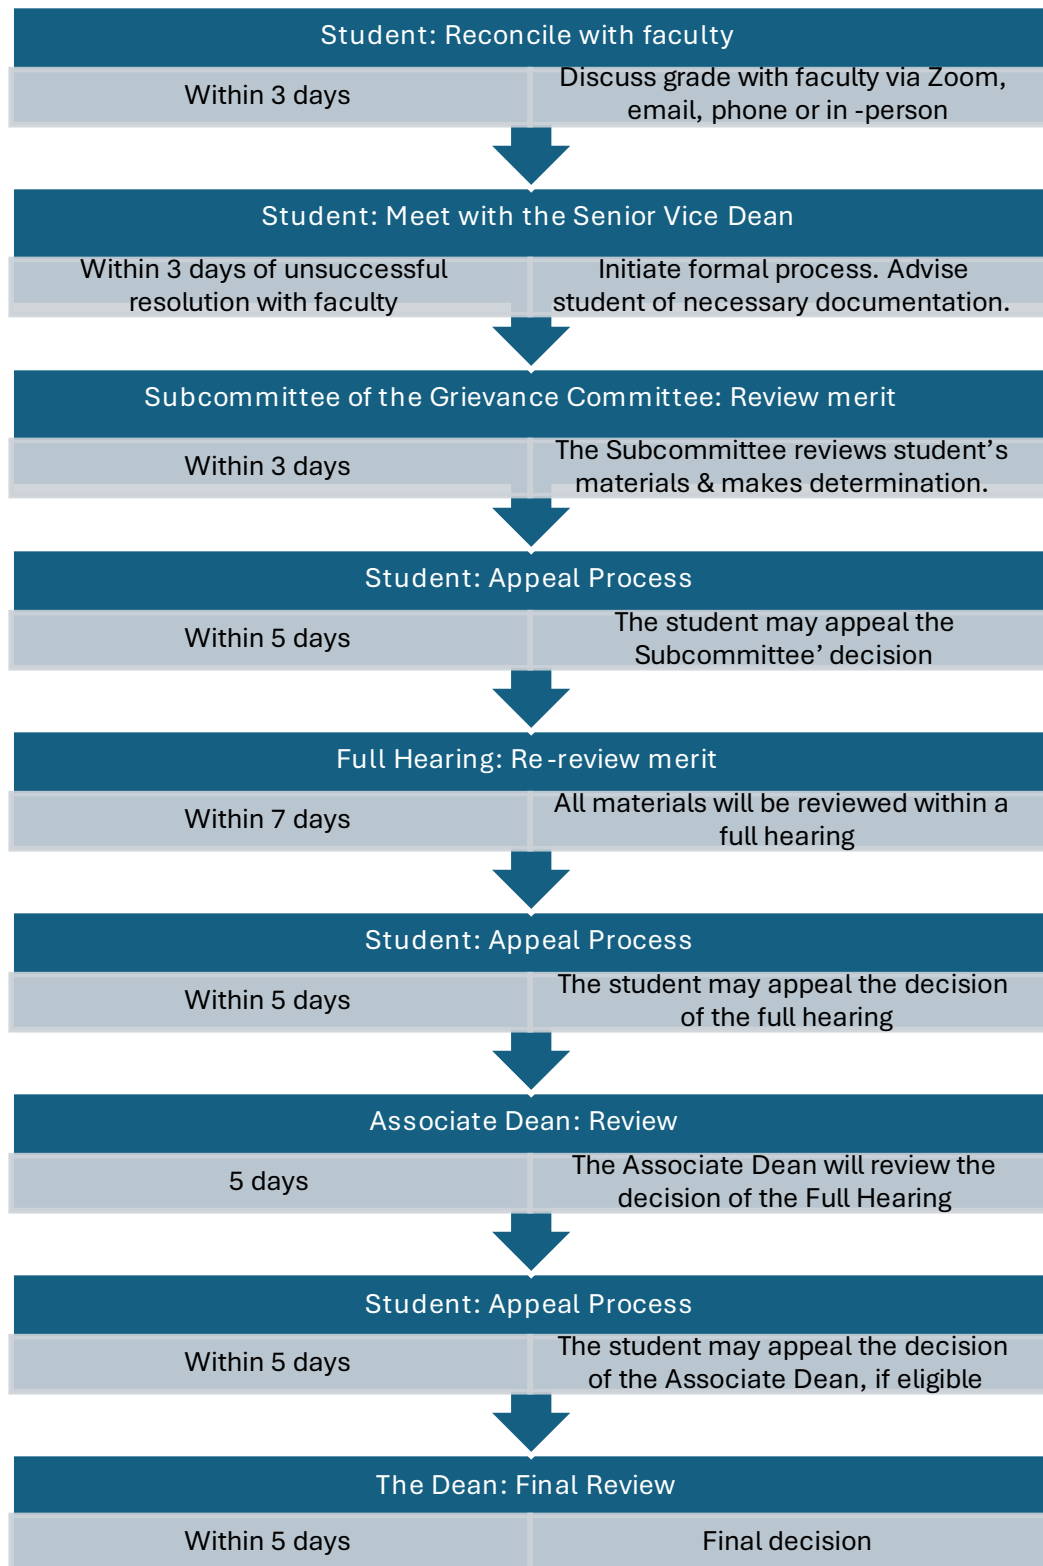 Student: Reconcile with faculty
Within 3 days
Discuss grade with faculty via Zoom,
email, phone or in -person
Student: Meet with the Senior Vice Dean
Within 3 days of unsuccessful
resolution with faculty
Initiate formal process. Advise
student of necessary documentation.
Subcommittee of the Grievance Committee: Review merit
Within 3 days
The Subcommittee reviews student’s
materials & makes determination.
Student: Appeal Process
Within 5 days
The student may appeal the
Subcommittee’ decision
Full Hearing: Re-review merit
Within 7 days
All materials will be reviewed within a
full hearing
Student: Appeal Process
Within 5 days
The student may appeal the decision
of the full hearing
Associate Dean: Review
5 days
The Associate Dean will review the
decision of the Full Hearing
Student: Appeal Process
Within 5 days
The student may appeal the decision
of the Associate Dean, if eligible
The Dean: Final Review
Within 5 days
Final decision